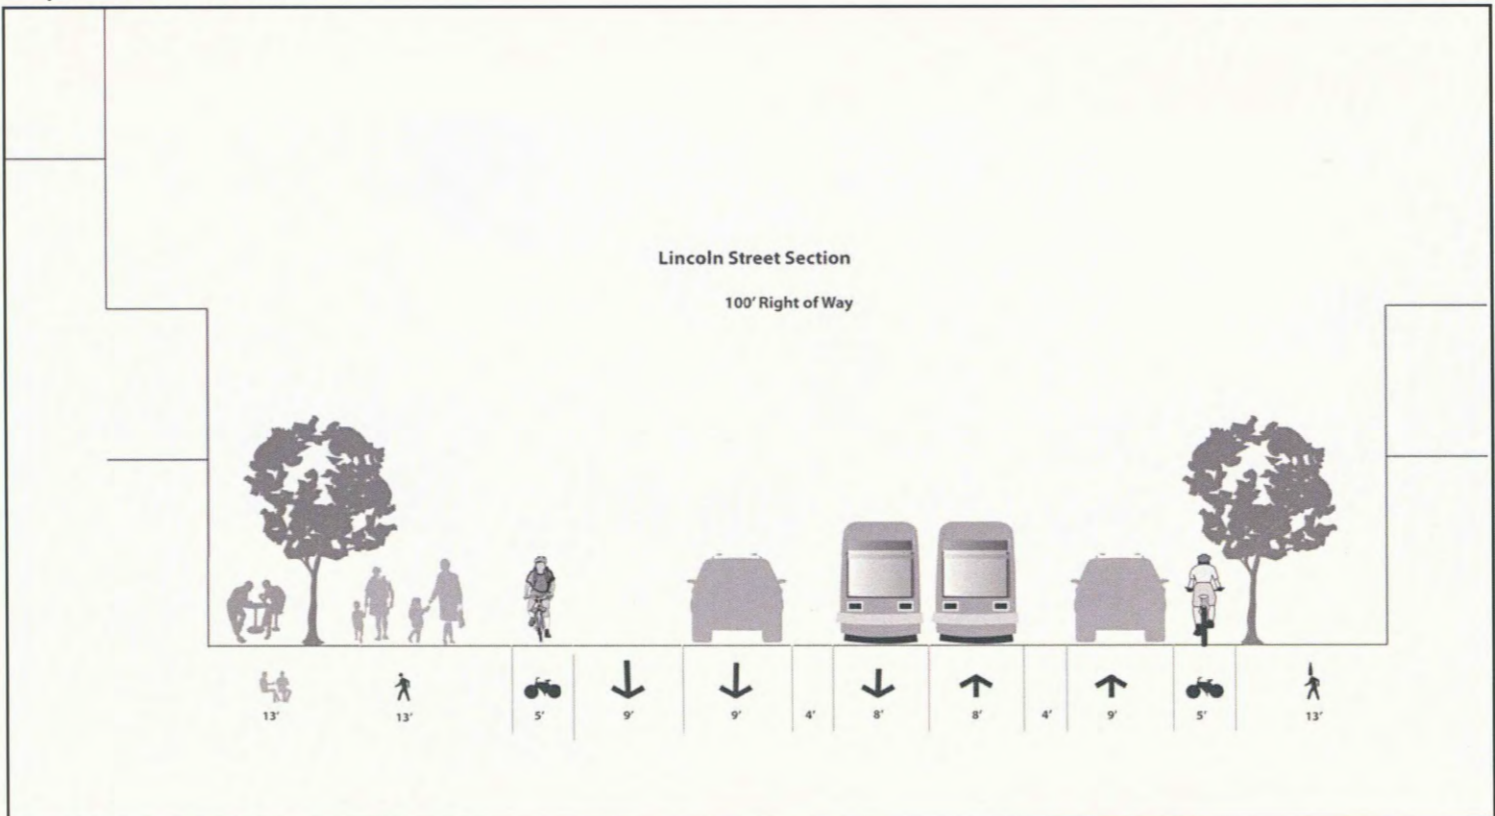 Lincoln Street Section
100' Right of Way
13' 13' 5' 9' 9' 4' 8' 8' 4' 9' 5' 13'